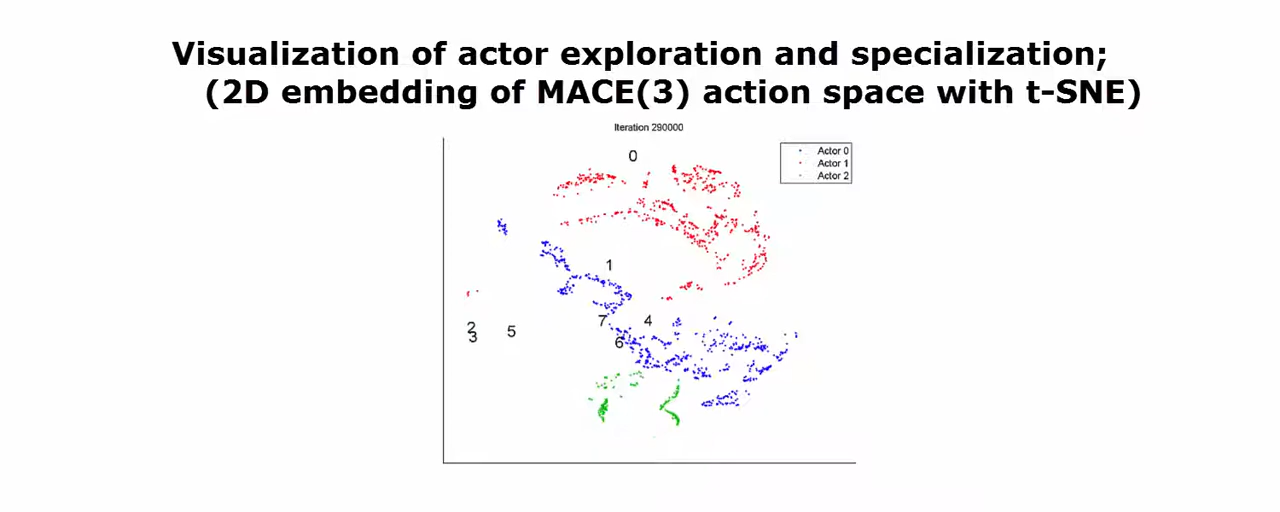 Visualization of actor exploration and specialization;
(2D embedding of MACE(3) action space with t-SNE)
Iteration 290000
0
Actor 0
Actor 1
Actor 2
1
7
4
2
3
5
6